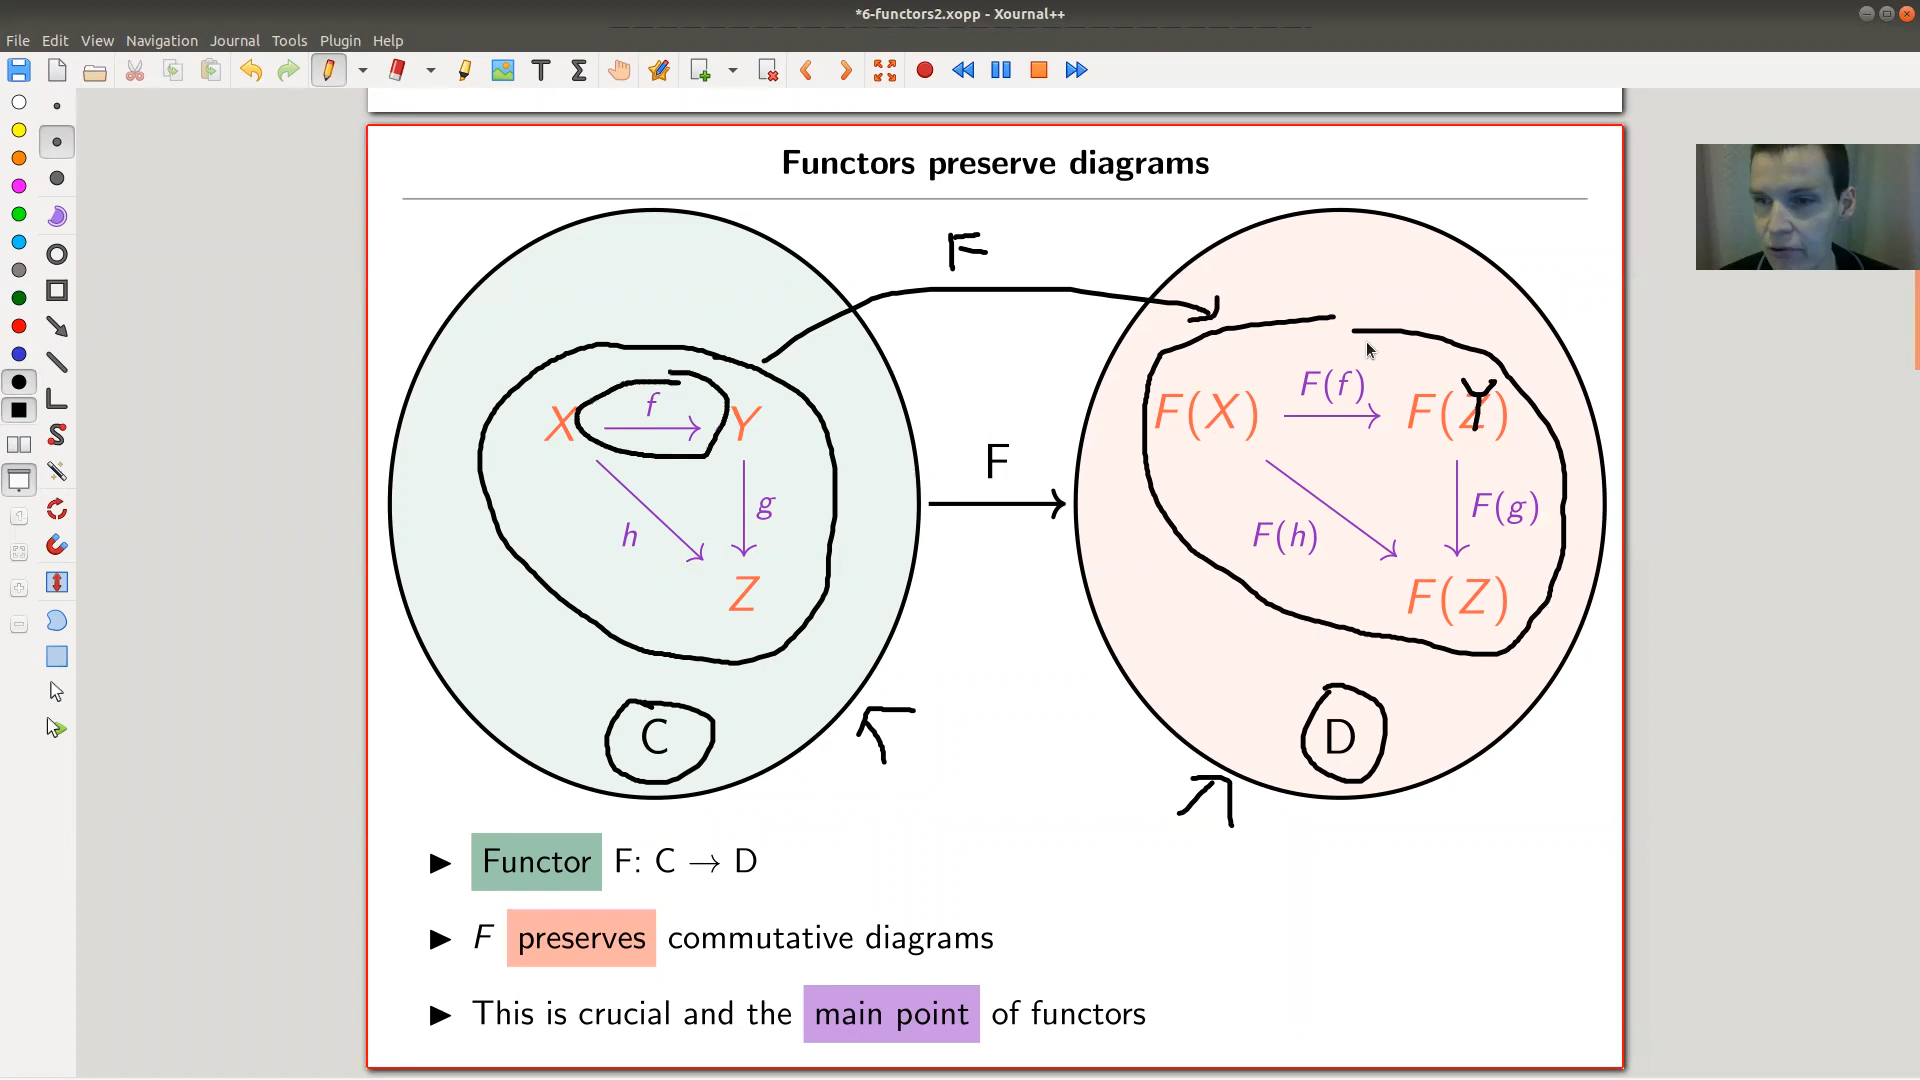 *6-functors2.xopp - Xournal++
File Edit View Navigation Journal Tools Plugin Help
Functors preserve diagrams
F
X f Y
F(X) F(f) F(Y)
F
g
h
F(g)
F(h)
Z
F(Z)
C
D
► Functor F: C → D
► F preserves commutative diagrams
► This is crucial and the main point of functors